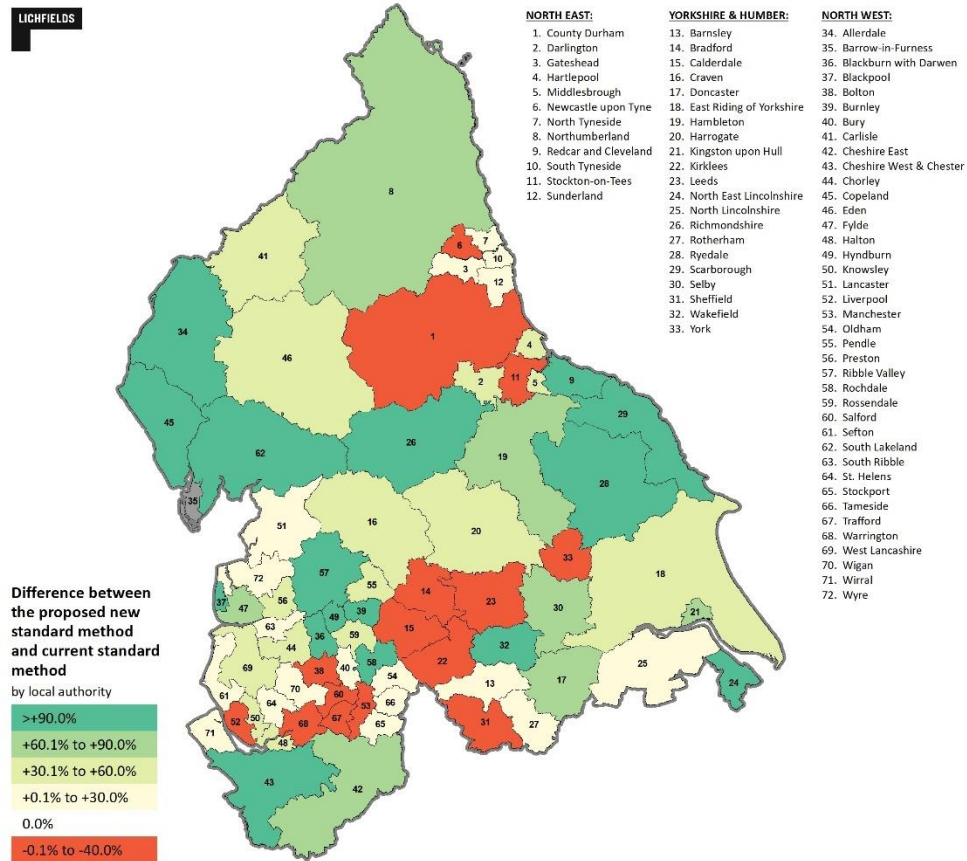 LICHFIELDS
NORTH EAST:
1. County Durham
2. Darlington
3. Gateshead
4. Hartlepool
5. Middlesbrough
6. Newcastle upon Tyne
7. North Tyneside
8. Northumberland
9. Redcar and Cleveland
10. South Tyneside
11. Stockton-on-Tees
12. Sunderland
YORKSHIRE & HUMBER:
13. Barnsley
14. Bradford
15. Calderdale
16. Craven
17. Doncaster
18. East Riding of Yorkshire
19. Hambleton
20. Harrogate
21. Kingston upon Hull
22. Kirklees
23. Leeds
24. North East Lincolnshire
25. North Lincolnshire
26. Richmondshire
27. Rotherham
28. Ryedale
29. Scarborough
30. Selby
31. Sheffield
32. Wakefield
33. York
NORTH WEST:
34. Allerdale
35. Barrow-in-Furness
36. Blackburn with Darwen
37. Blackpool
38. Bolton
39. Burnley
40. Bury
41. Carlisle
42. Cheshire East
43. Cheshire West & Chester
44. Chorley
45. Copeland
46. Eden
47. Fylde
48. Halton
49. Hyndburn
50. Knowsley
51. Lancaster
52. Liverpool
53. Manchester
54. Oldham
55. Pendle
56. Preston
57. Ribble Valley
58. Rochdale
59. Rossendale
60. Salford
61. Sefton
62. South Lakeland
63. South Ribble
64. St. Helens
65. Stockport
66. Tameside
67. Trafford
68. Warrington
69. West Lancashire
70. Wigan
71. Wirral
72. Wyre
8
6
7
10
3
12
41
1
34
46
4
11
2
5
9
29
45
62
26
19
28
35
51
16
20
33
18
72
57
55
14
23
30
21
37
47
56
49
39
63
36
59
15
32
44
58
22
25
69
38
40
54
13
17
24
61
70
60
53
66
64
31
27
52
50
68
67
65
71
48
43
42
Difference between
the proposed new
standard method
and current standard
method
by local authority
>+90.0%
+60.1% to +90.0%
+30.1% to +60.0%
+0.1% to +30.0%
0.0%
-0.1% to -40.0%